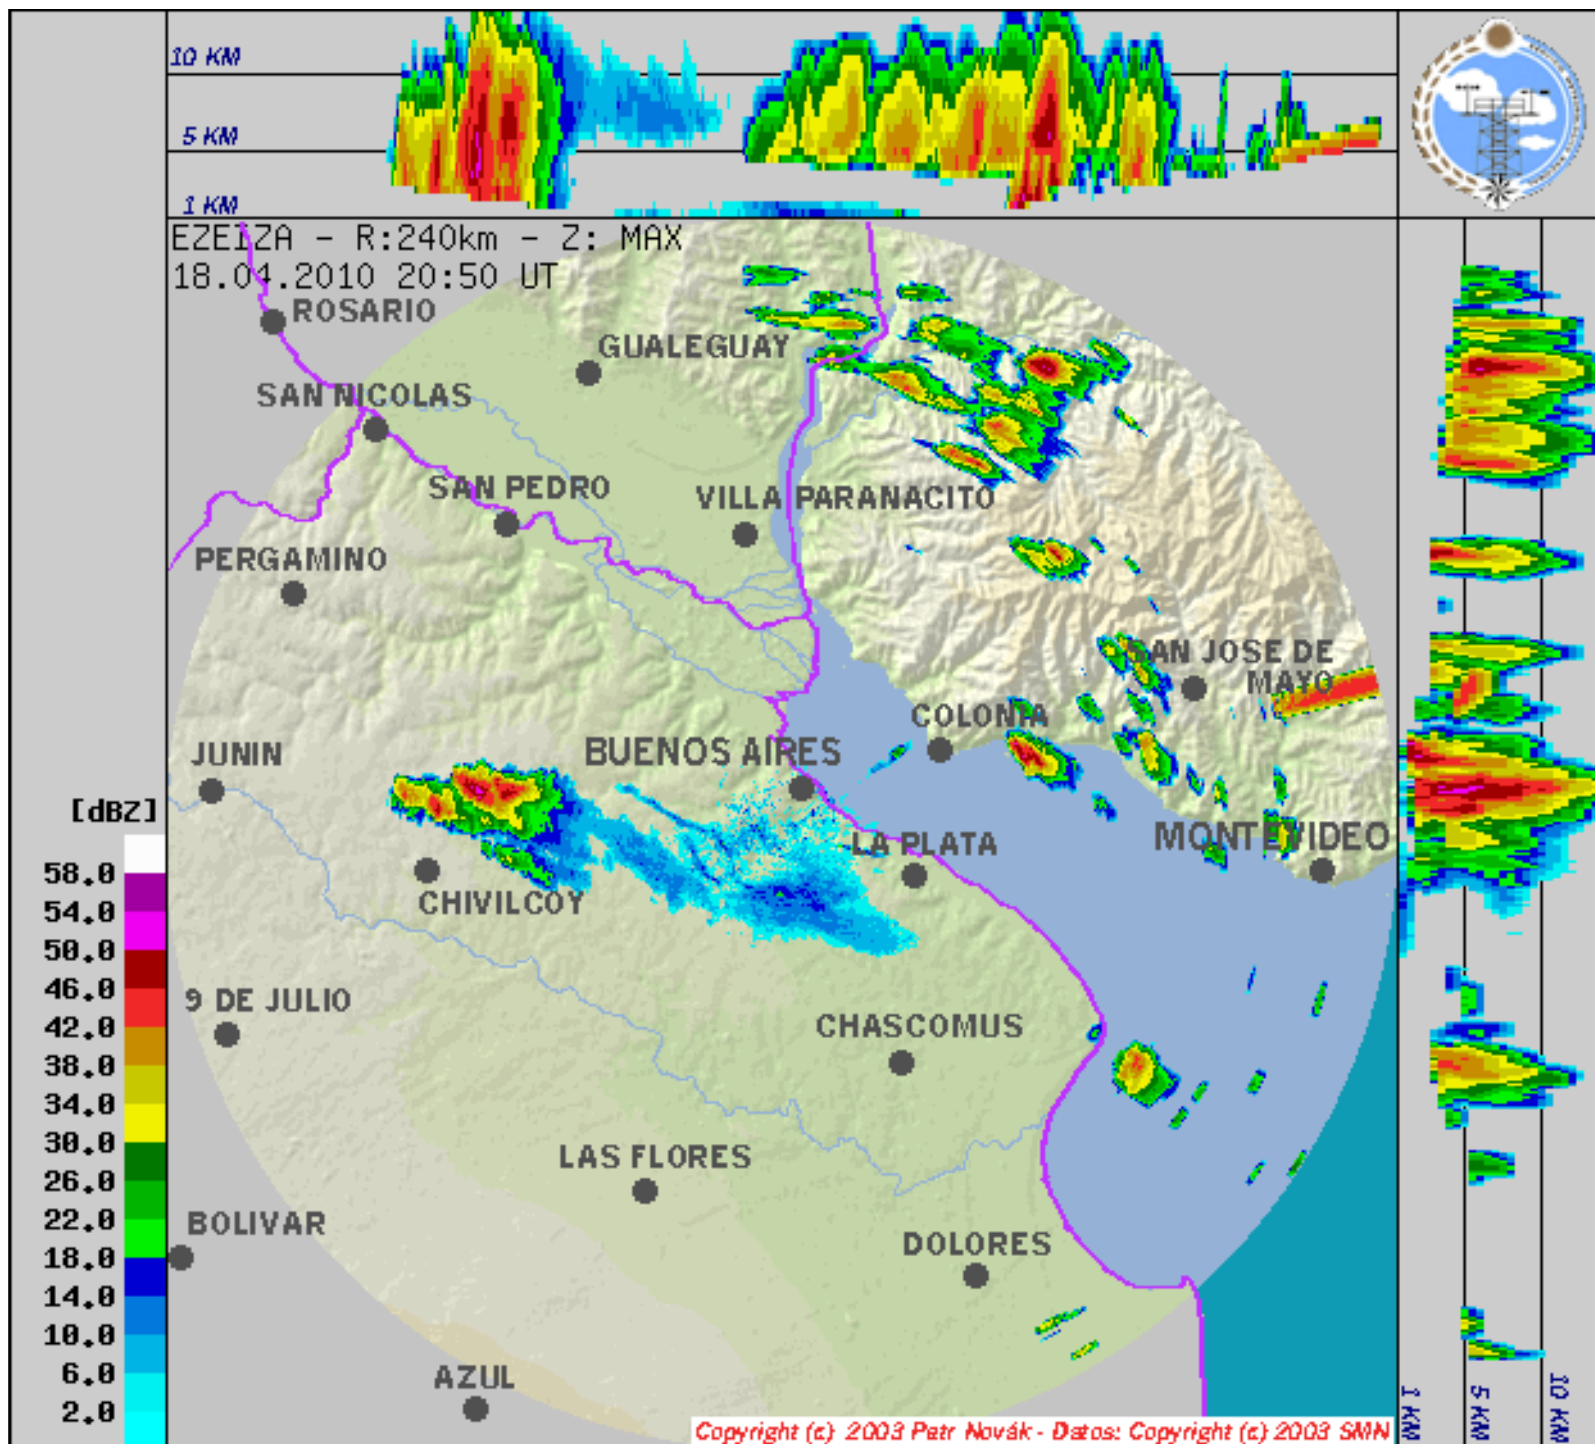 10 KM
5 KM
1 KM
EZEIZA - R:240km - Z: MAX
18.04.2010 20:50 UT
ROSARIO
GUALEGUAY
SAN NICOLAS
SAN PEDRO
VILLA PARANACITO
PERGAMINO
SAN JOSE DE
MAYO
COLONIA
JUNIN
BUENOS AIRES
[dBZ]
MONTEVIDEO
LA PLATA
58.0
CHIVILCOY
54.0
50.0
46.0
9 DE JULIO
42.0
CHASCOMUS
38.0
34.0
30.0
LAS FLORES
26.0
22.0
BOLIVAR
DOLORES
18.0
14.0
10.0
6.0
AZUL
2.0
1 KM
5 KM
10 KM
Copyright (c) 2003 Petr Novák - Datos: Copyright (c) 2003 SMN